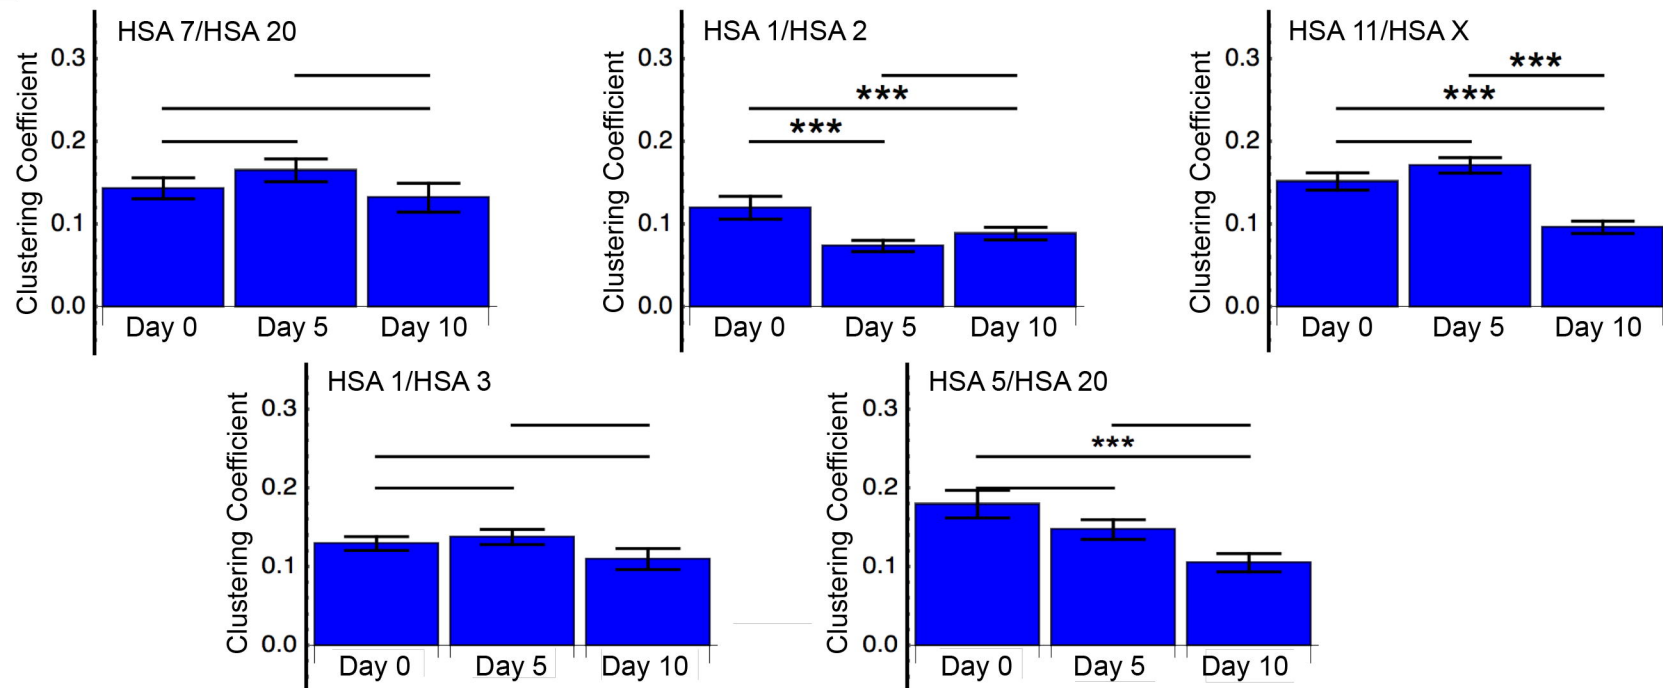 HSA 7/HSA 20
Clustering Coefficient
0.3
0.2
0.1
0.0
Day 0 Day 5 Day 10
HSA 1/HSA 2
Clustering Coefficient
0.3
0.2
0.1
0.0
***
***
Day 0 Day 5 Day 10
HSA 11/HSA X
Clustering Coefficient
0.3
0.2
0.1
0.0
***
***
Day 0 Day 5 Day 10
HSA 1/HSA 3
Clustering Coefficient
0.3
0.2
0.1
0.0
Day 0 Day 5 Day 10
HSA 5/HSA 20
Clustering Coefficient
0.3
0.2
0.1
0.0
***
Day 0 Day 5 Day 10